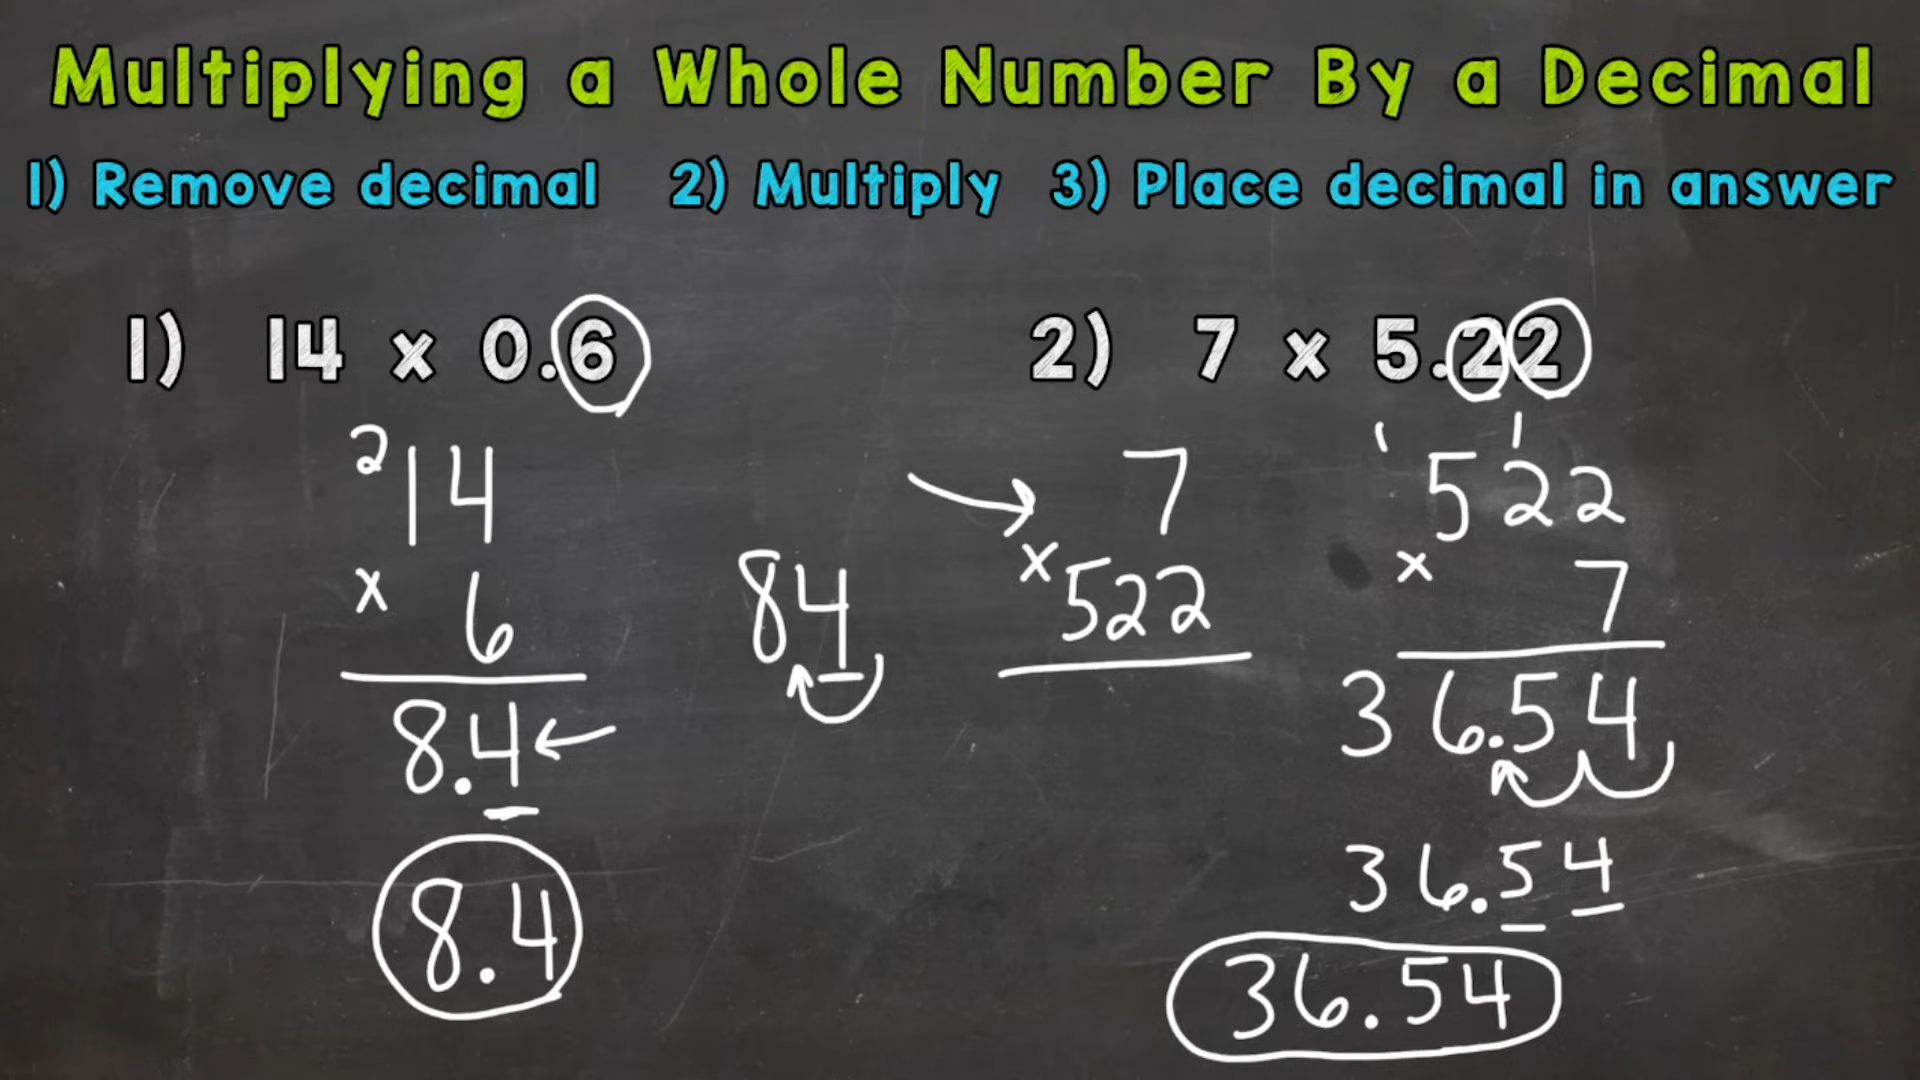 Multiplying a Whole Number By a Decimal
1) Remove decimal 2) Multiply 3) Place decimal in answer
1) 14 x 0.6
2
14
x 6
8.4
8.4
84
2) 7 x 5.22
7
x 522
1 1
522
x 7
36.54
36.54
36.54